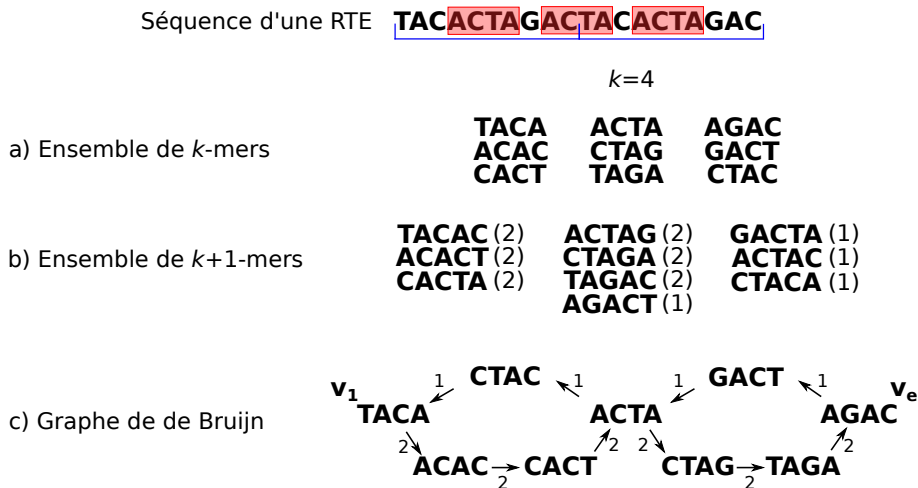 Séquence d'une RTE TACACTAGACTACACTAGAC
k=4
a) Ensemble de k-mers
TACA ACTA AGAC
ACAC CTAG GACT
CACT TAGA CTAC
b) Ensemble de k+1-mers
TACAC (2) ACTAG (2) GACTA (1)
ACACT (2) CTAGA (2) ACTAC (1)
CACTA (2) TAGAC (2) CTACA (1)
AGACT (1)
c) Graphe de de Bruijn
1 CTAC 1 1 GACT 1
v1 ve
TACA ACTA AGAC
2 2 2 2
ACAC CACT CTAG TAGA
2 2